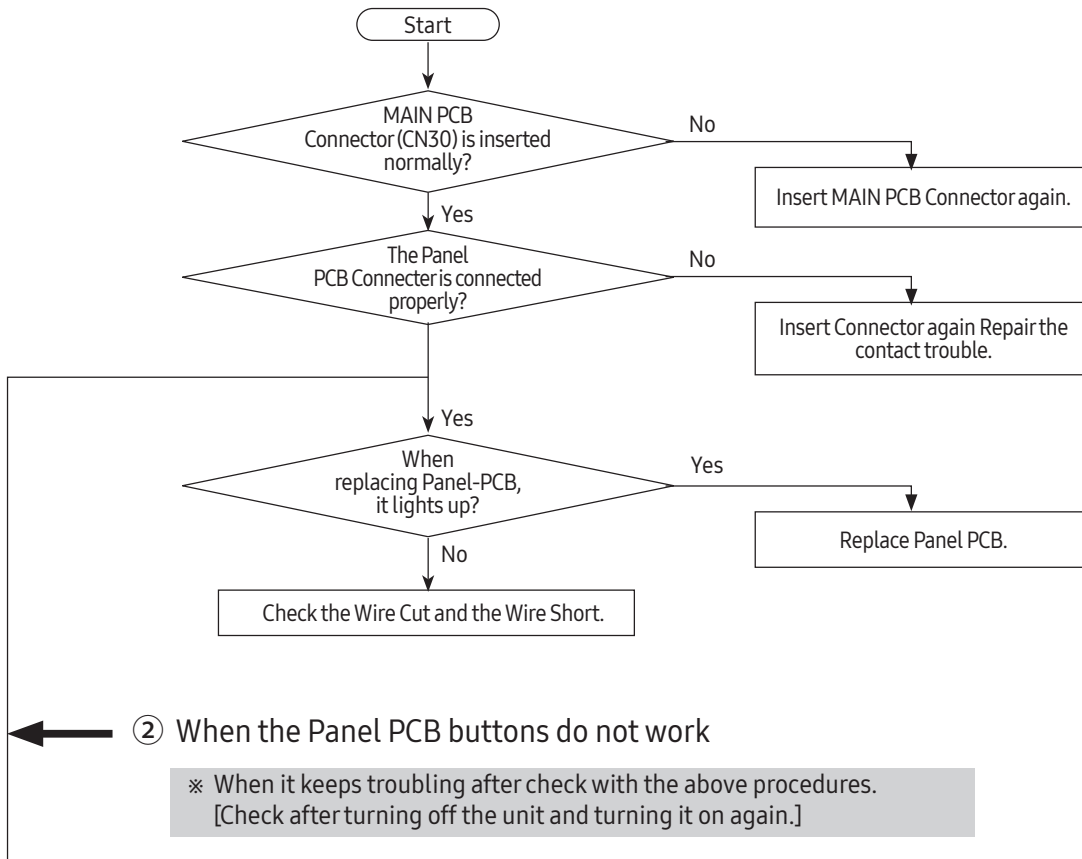 Start
MAIN PCB
Connector (CN30) is inserted
normally?
No
Insert MAIN PCB Connector again.
Yes
The Panel
PCB Connecter is connected
properly?
No
Insert Connector again Repair the
contact trouble.
Yes
When
replacing Panel-PCB,
it lights up?
Yes
Replace Panel PCB.
No
Check the Wire Cut and the Wire Short.
② When the Panel PCB buttons do not work
※ When it keeps troubling after check with the above procedures.
[Check after turning off the unit and turning it on again.]